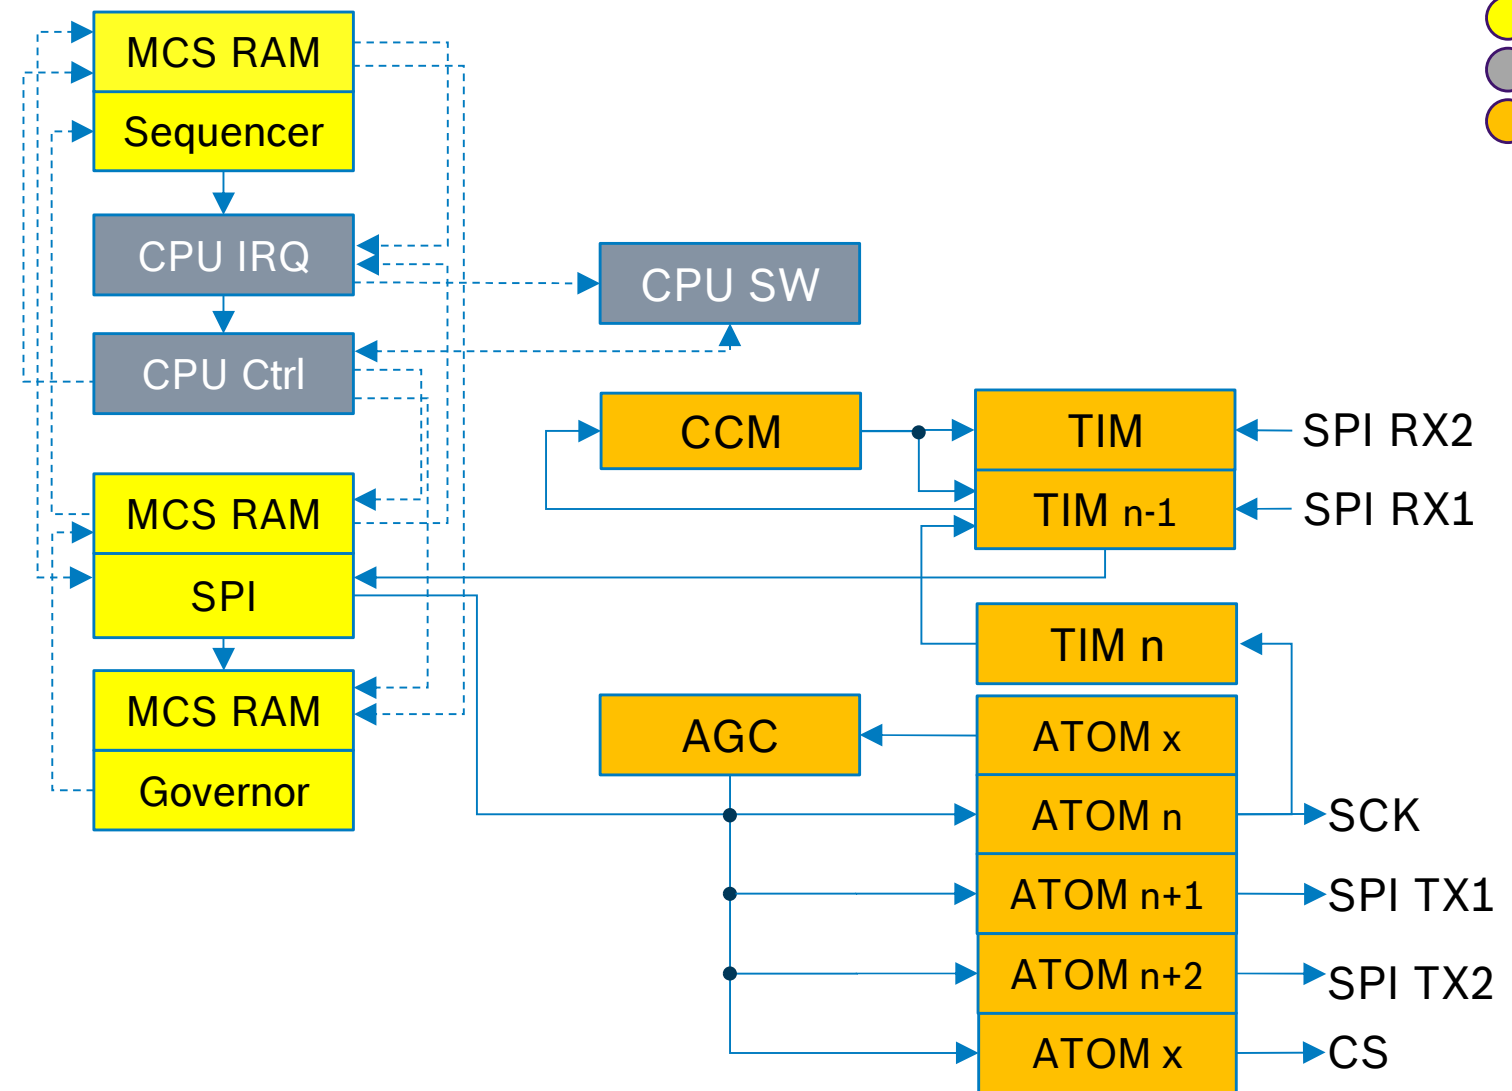 MCS RAM
Sequencer
CPU IRQ
CPU SW
CPU Ctrl
CCM
TIM
SPI RX2
MCS RAM
TIM n-1
SPI RX1
SPI
TIM n
MCS RAM
AGC
ATOM x
Governor
ATOM n
SCK
ATOM n+1
SPI TX1
ATOM n+2
SPI TX2
ATOM x
CS